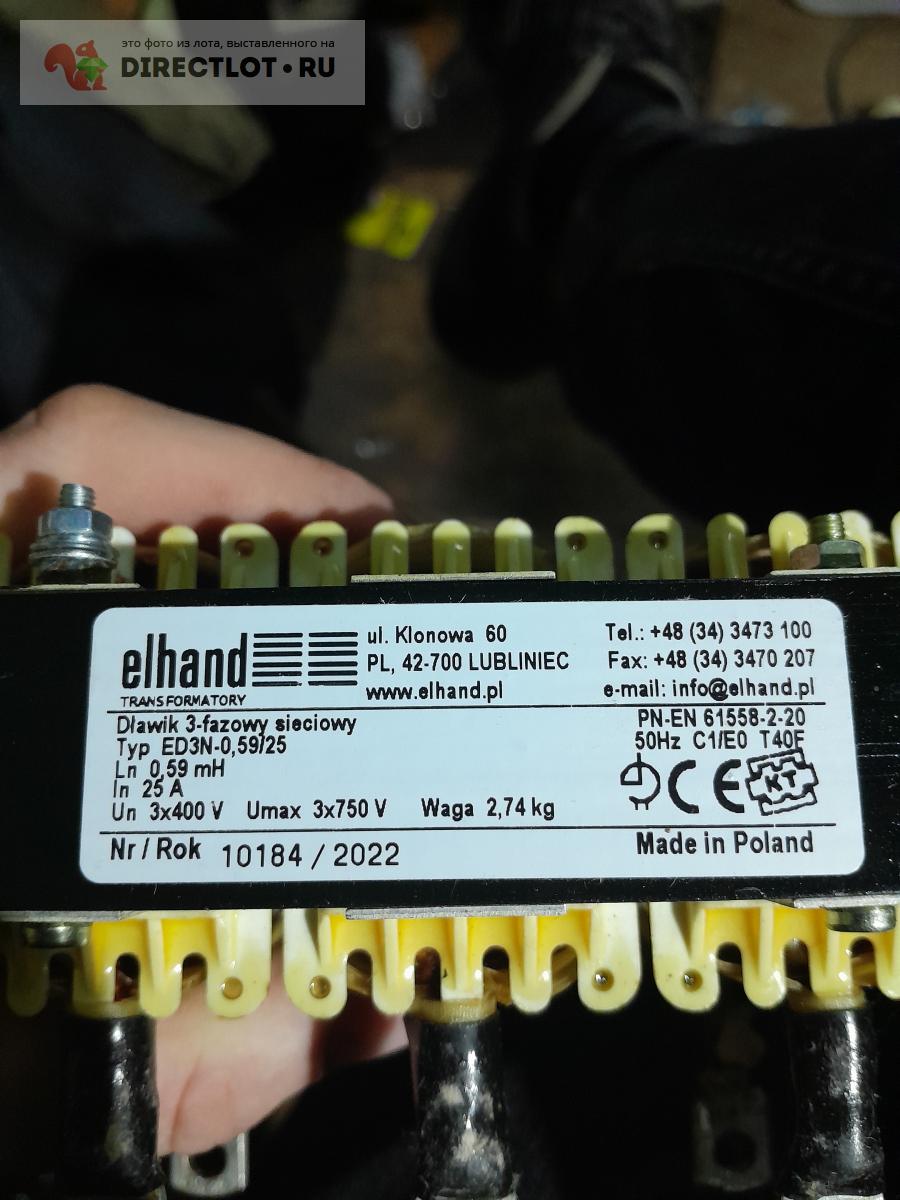 это фото из лота, выставленного на
DIRECTLOT•RU
elhand
TRANSFORMATORY
ul. Klonowa 60
PL, 42-700 LUBLINIEC
www.elhand.pl
Tel.: +48 (34) 3473 100
Fax: +48 (34) 3470 207
e-mail: info@elhand.pl
Dławik 3-fazowy sieciowy
Typ ED3N-0,59/25
Ln 0,59 mH
In 25 A
Un 3x400 V Umax 3x750 V Waga 2,74 kg
PN-EN 61558-2-20
50Hz C1/E0 T40F
CE KT
Nr / Rok 10184 / 2022
Made in Poland